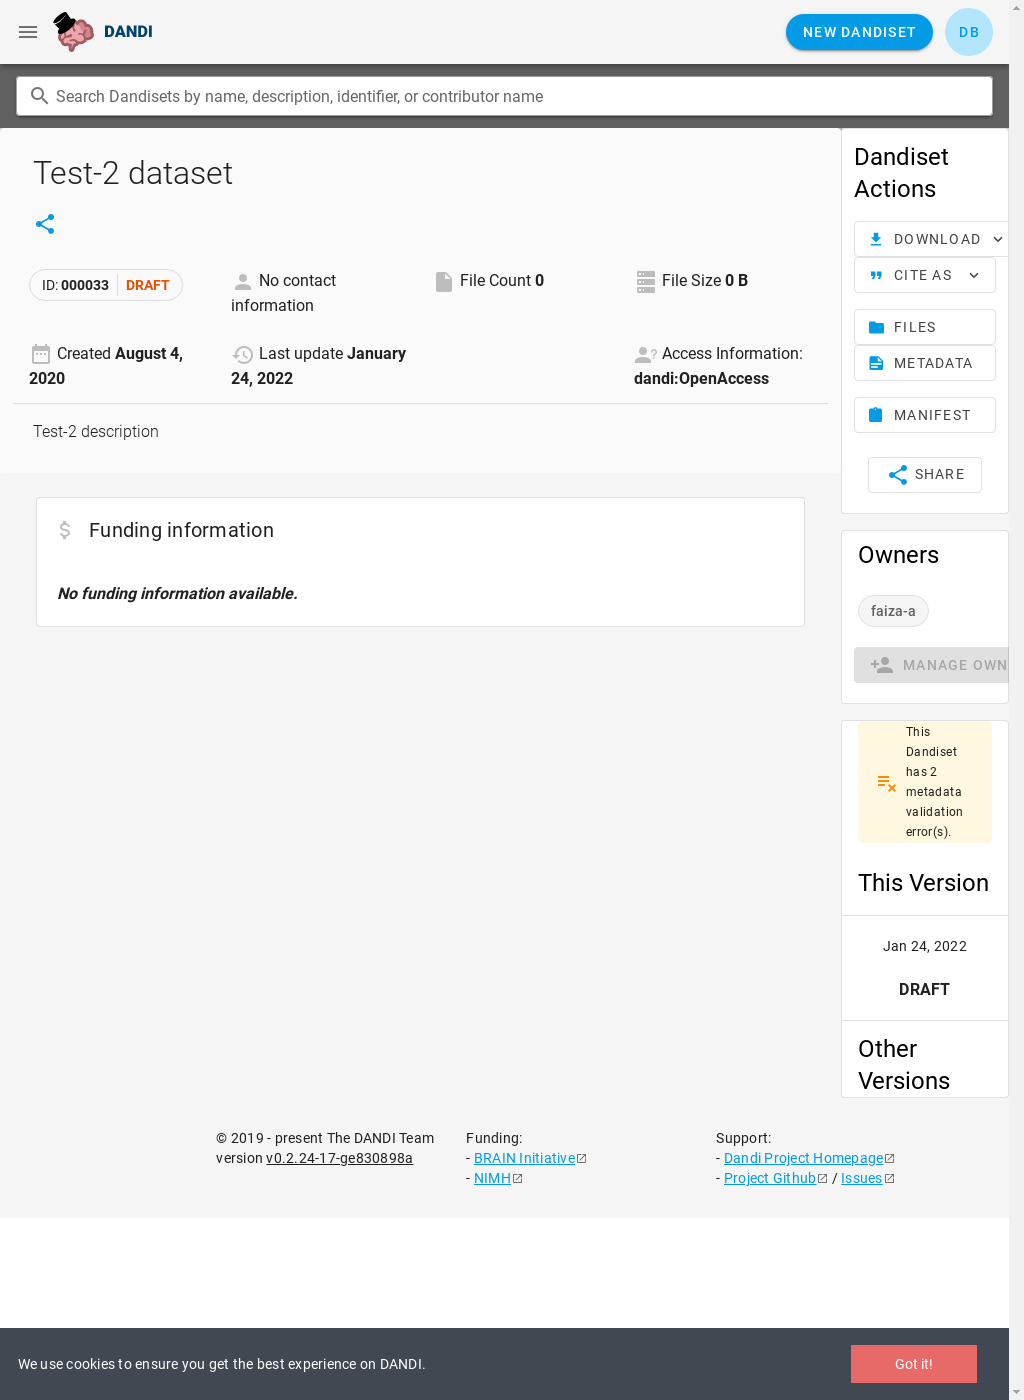 DANDI
NEW DANDISET
DB
Search Dandisets by name, description, identifier, or contributor name
Test-2 dataset
ID: 000033 DRAFT
No contact
information
File Count 0
File Size 0 B
Created August 4,
2020
Last update January
24, 2022
Access Information:
dandi:OpenAccess
Test-2 description
Funding information
No funding information available.
Dandiset
Actions
DOWNLOAD
CITE AS
FILES
METADATA
MANIFEST
SHARE
Owners
faiza-a
MANAGE OWN
This
Dandiset
has 2
metadata
validation
error(s).
This Version
Jan 24, 2022
DRAFT
Other
Versions
© 2019 - present The DANDI Team
version v0.2.24-17-ge830898a
Funding:
- BRAIN Initiative
- NIMH
Support:
- Dandi Project Homepage
- Project Github / Issues
We use cookies to ensure you get the best experience on DANDI.
Got it!